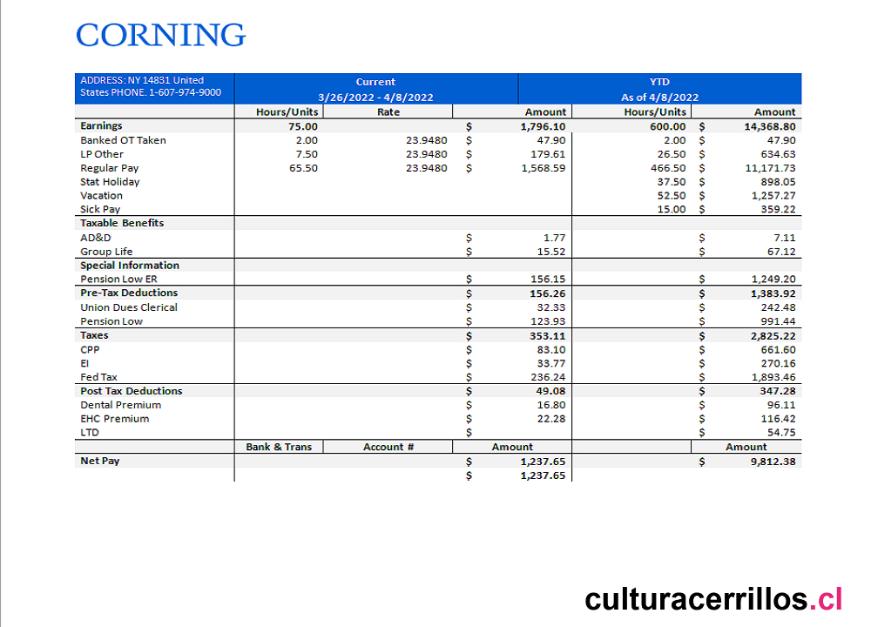 CORNING
ADDRESS: NY 14831 United Current YTD
States PHONE. 1-607-974-9000 3/26/2022 - 4/8/2022 As of 4/8/2022
Hours/Units Rate Amount Hours/Units Amount
Earnings 75.00 $ 1,796.10 600.00 $ 14,368.80
Banked OT Taken 2.00 23.9480 $ 47.90 2.00 $ 47.90
LP Other 7.50 23.9480 $ 179.61 26.50 $ 634.63
Regular Pay 65.50 23.9480 $ 1,568.59 466.50 $ 11,171.73
Stat Holiday 37.50 $ 898.05
Vacation 52.50 $ 1,257.27
Sick Pay 15.00 $ 359.22
Taxable Benefits
AD&D $ 1.77 $ 7.11
Group Life $ 15.52 $ 67.12
Special Information
Pension Low ER $ 156.15 $ 1,249.20
Pre-Tax Deductions $ 156.26 $ 1,383.92
Union Dues Clerical $ 32.33 $ 242.48
Pension Low $ 123.93 $ 991.44
Taxes $ 353.11 $ 2,825.22
CPP $ 83.10 $ 661.60
EI $ 33.77 $ 270.16
Fed Tax $ 236.24 $ 1,893.46
Post Tax Deductions $ 49.08 $ 347.28
Dental Premium $ 16.80 $ 96.11
EHC Premium $ 22.28 $ 116.42
LTD $ $ 54.75
Bank & Trans Account # Amount Amount
Net Pay $ 1,237.65 $ 9,812.38
$ 1,237.65
culturacerrillos.cl